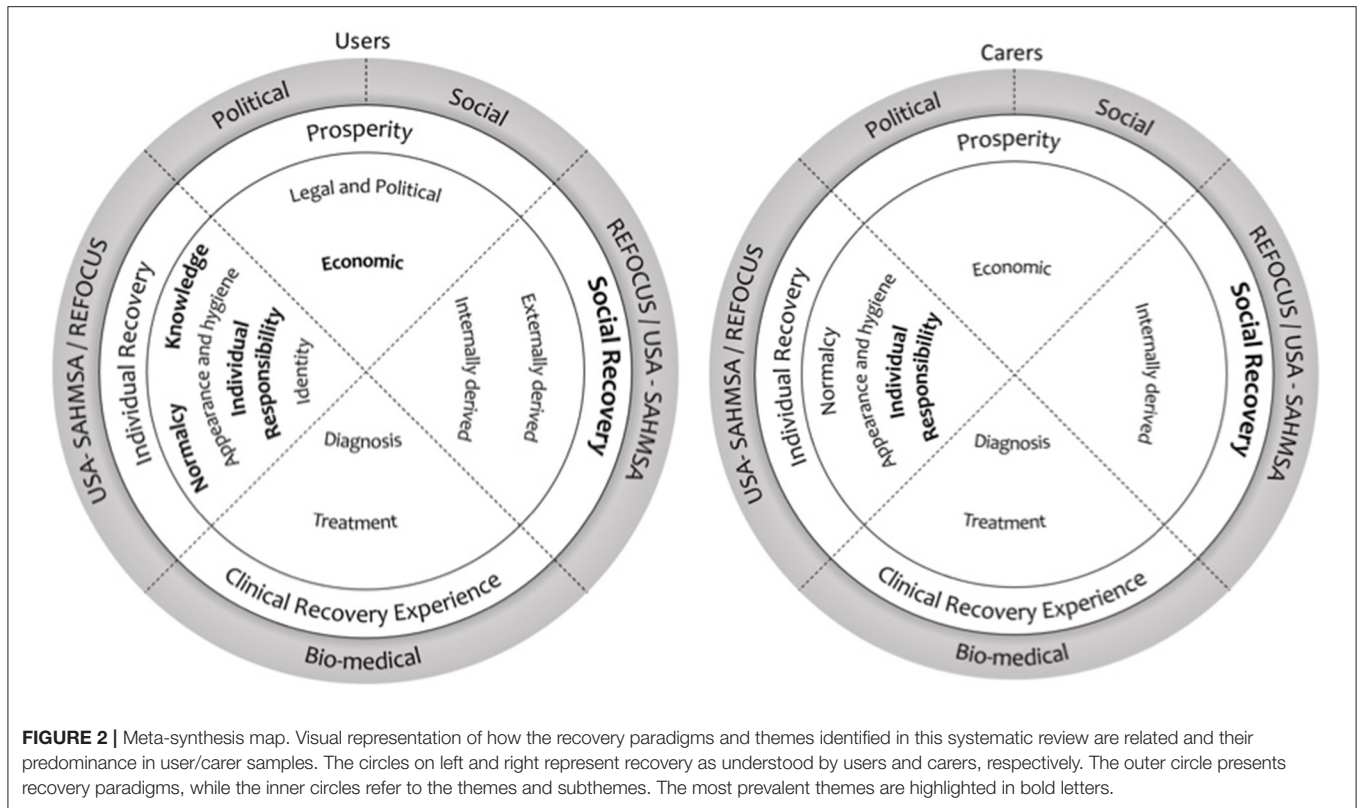 Users
Political
Social
Prosperity
Legal and Political
Economic
USA- SAHMSA / REFOCUS
Individual Recovery
Knowledge
Normalcy
Appearance and hygiene
Individual
Responsibility
Identity
Internally derived
Externally derived
Social Recovery
REFOCUS / USA - SAHMSA
Diagnosis
Treatment
Clinical Recovery Experience
Bio-medical
Carers
Political
Social
Prosperity
Economic
USA- SAHMSA / REFOCUS
Individual Recovery
Normalcy
Appearance and hygiene
Individual
Responsibility
Internally derived
Social Recovery
REFOCUS / USA - SAHMSA
Diagnosis
Treatment
Clinical Recovery Experience
Bio-medical
FIGURE 2 | Meta-synthesis map. Visual representation of how the recovery paradigms and themes identified in this systematic review are related and their
predominance in user/carer samples. The circles on left and right represent recovery as understood by users and carers, respectively. The outer circle presents
recovery paradigms, while the inner circles refer to the themes and subthemes. The most prevalent themes are highlighted in bold letters.